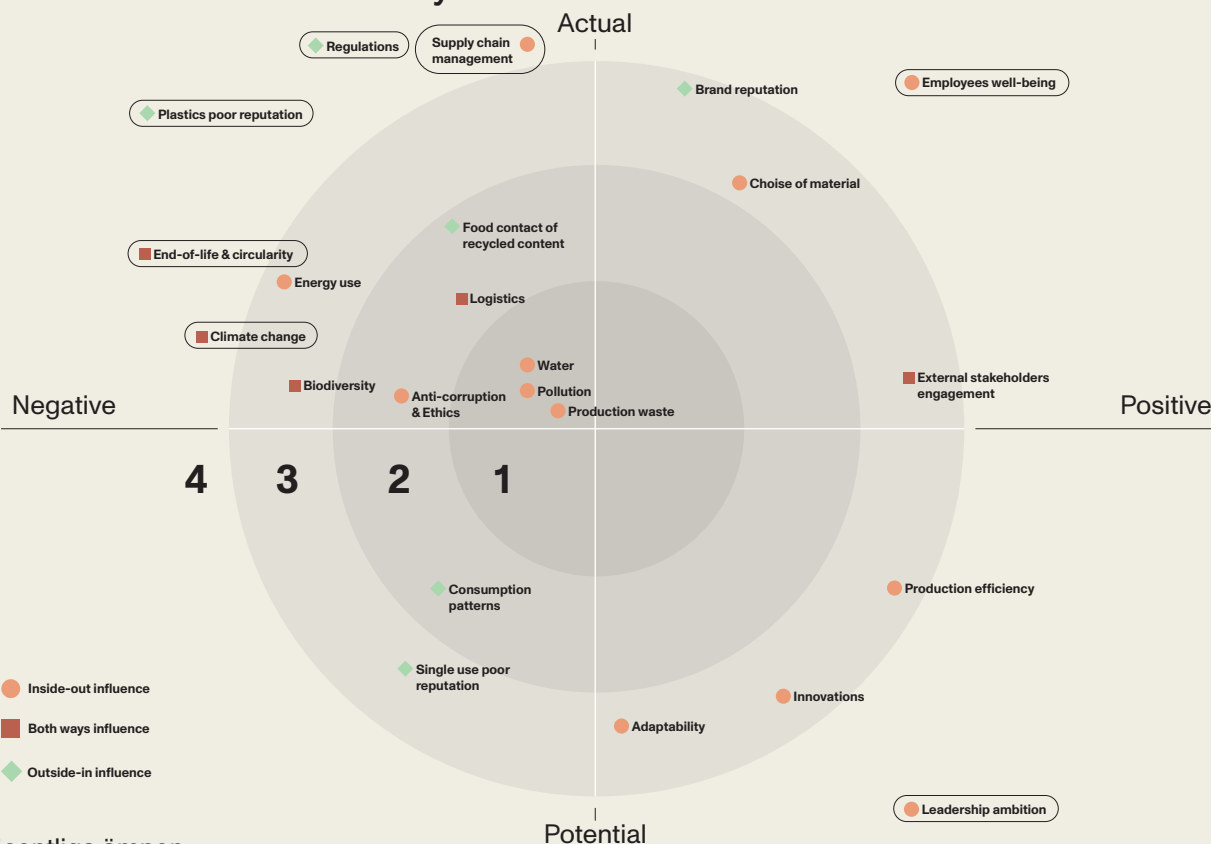 Actual
Regulations
Supply chain
management
Employees well-being
Brand reputation
Plastics poor reputation
Choise of material
Food contact of
recycled content
End-of-life & circularity
Energy use
Logistics
Climate change
Water
Biodiversity
Anti-corruption
& Ethics
Pollution
Production waste
External stakeholders
engagement
Negative
Positive
4 3 2 1
Consumption
patterns
Production efficiency
Single use poor
reputation
Innovations
Adaptability
Inside-out influence
Both ways influence
Outside-in influence
Leadership ambition
Potential